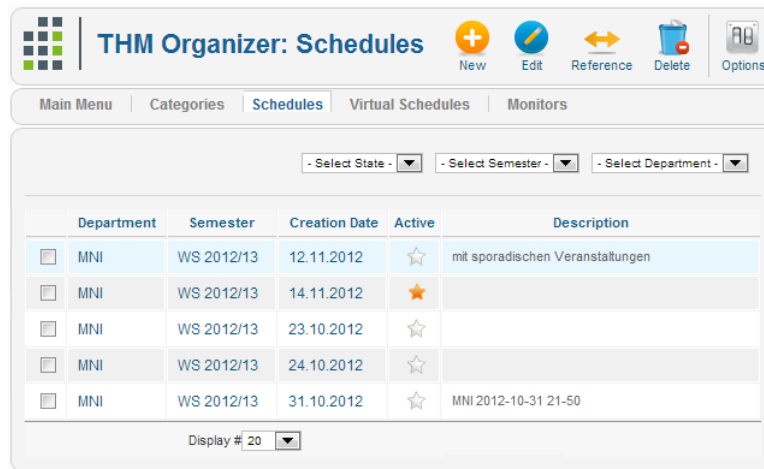 THM Organizer: Schedules
New Edit Reference Delete Options
Main Menu Categories Schedules Virtual Schedules Monitors
- Select State - - Select Semester - - Select Department -
Department Semester Creation Date Active Description
MNI WS 2012/13 12.11.2012 mit sporadischen Veranstaltungen
MNI WS 2012/13 14.11.2012
MNI WS 2012/13 23.10.2012
MNI WS 2012/13 24.10.2012
MNI WS 2012/13 31.10.2012 MNI 2012-10-31 21-50
Display # 20